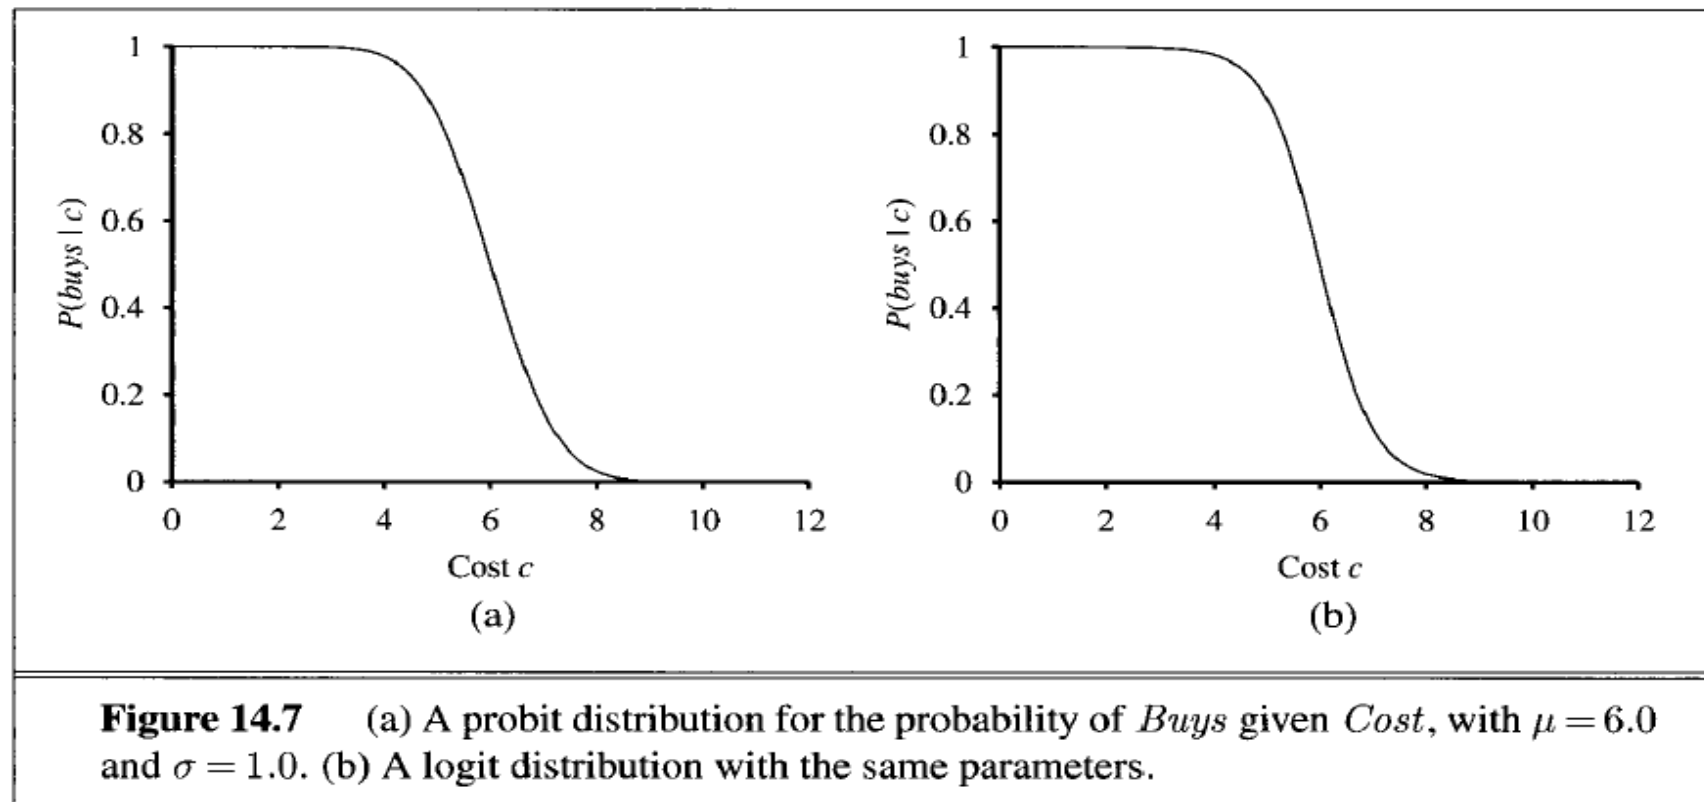 1
0.8
0.6
0.4
0.2
0
P(buys | c)
0 2 4 6 8 10 12
Cost c
(a)
1
0.8
0.6
0.4
0.2
0
P(buys | c)
0 2 4 6 8 10 12
Cost c
(b)
Figure 14.7 (a) A probit distribution for the probability of Buys given Cost, with μ = 6.0
and σ = 1.0. (b) A logit distribution with the same parameters.